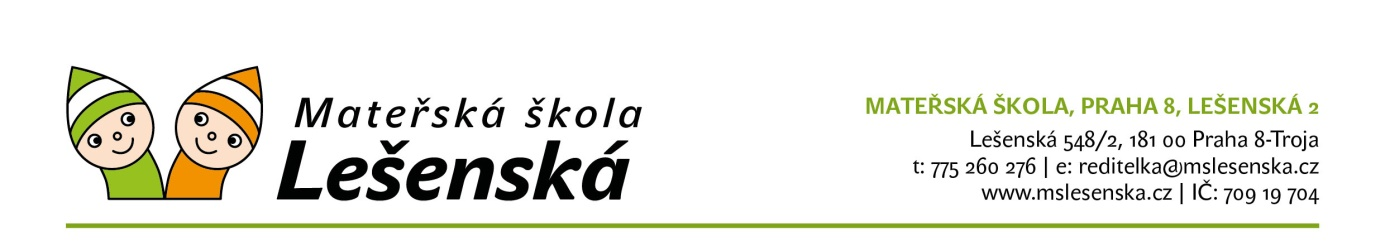 Mateřská škola
Lešenská
MATEŘSKÁ ŠKOLA, PRAHA 8, LEŠENSKÁ 2
Lešenská 548/2, 181 00 Praha 8-Troja
t: 775 260 276 | e: reditelka@mslesenska.cz
www.mslesenska.cz | IČ: 709 19 704